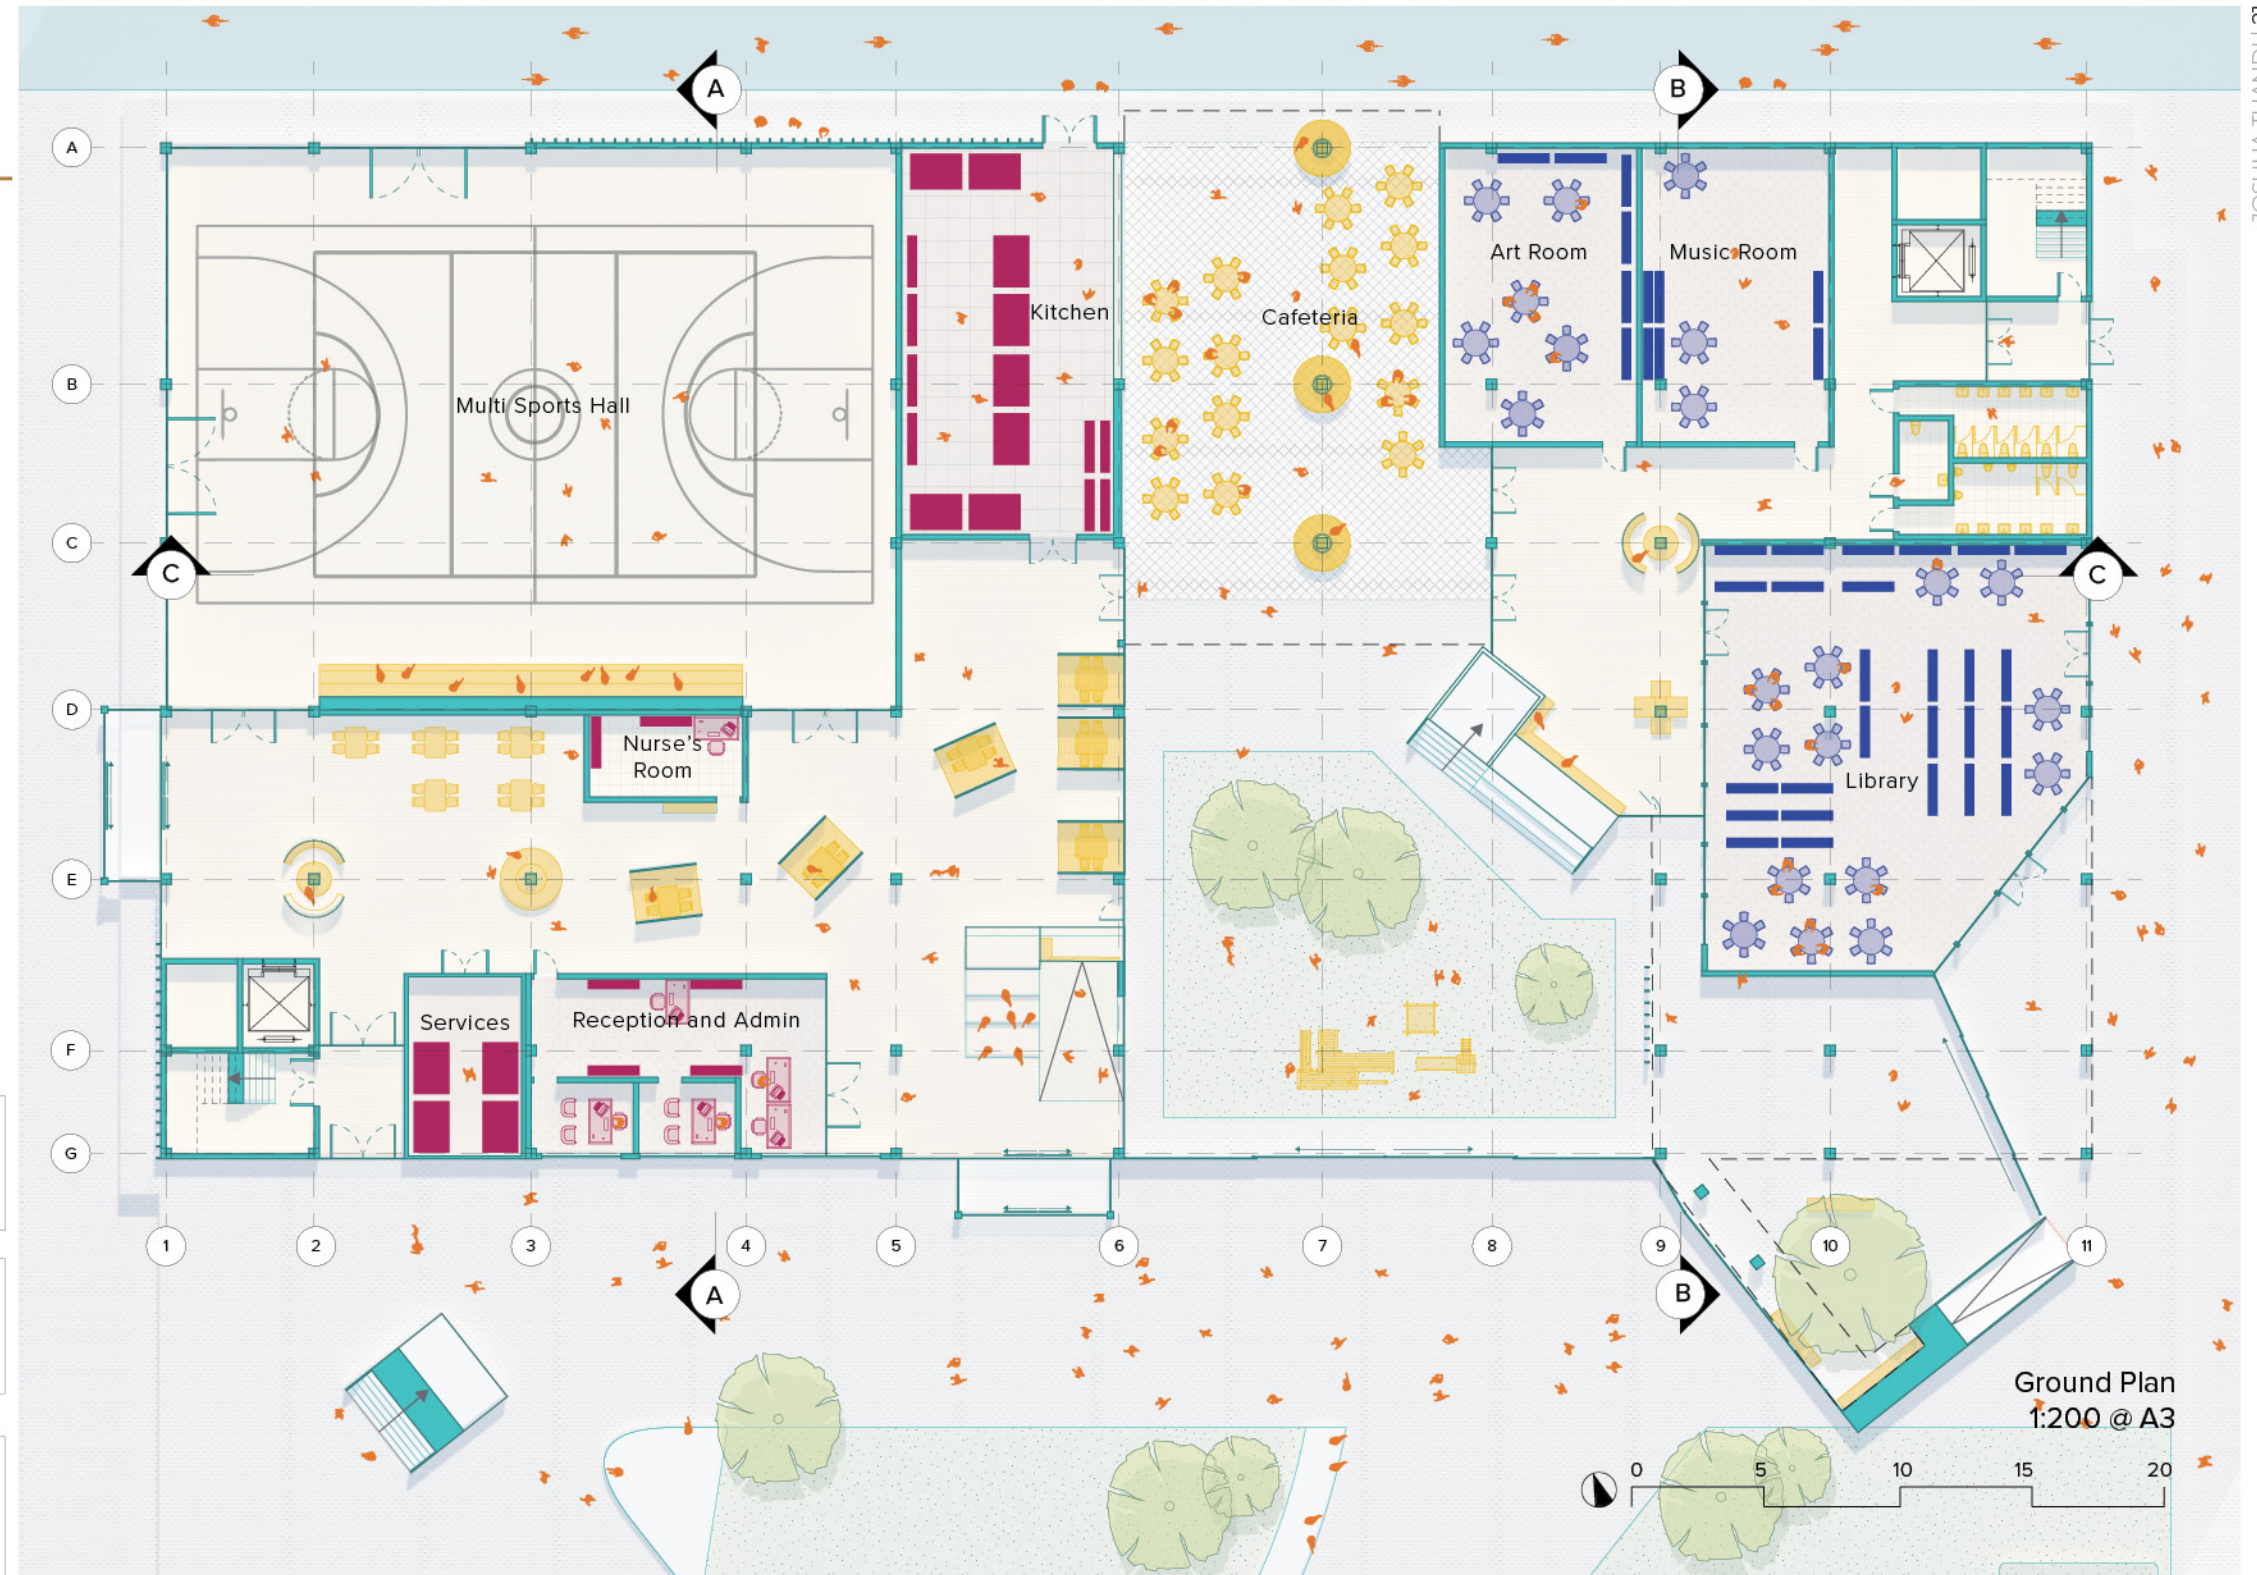 A
B
A
Art Room
Music Room
Kitchen
Cafeteria
B
Multi Sports Hall
C
C
C
D
Nurse's
Room
Library
E
Services
Reception and Admin
F
G
1
2
3
4
5
6
7
8
9
10
11
A
B
Ground Plan
1:200 @ A3
0
5
10
15
20